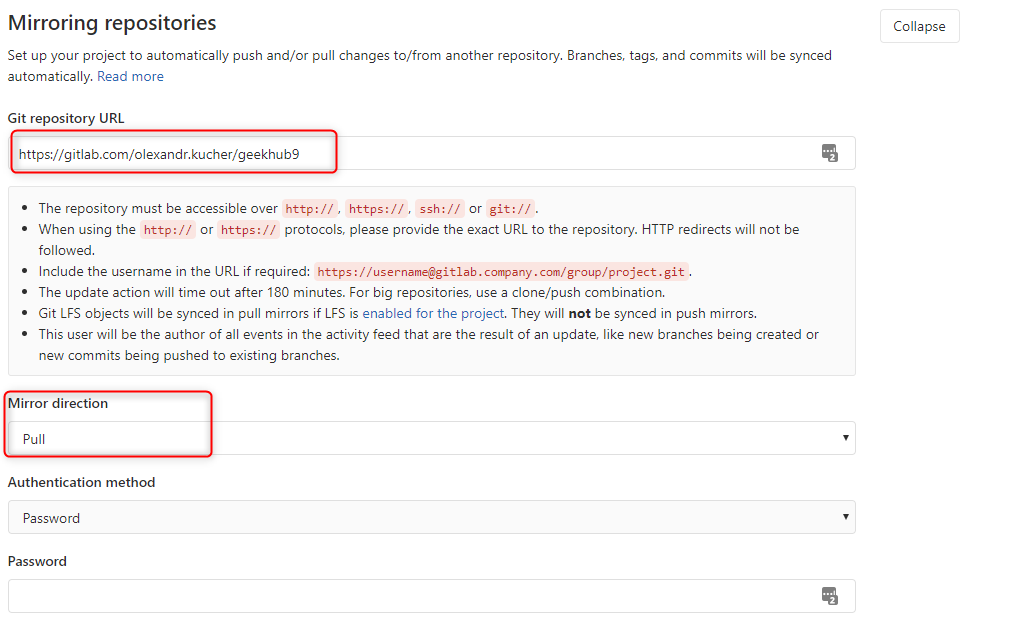 Mirroring repositories
Collapse
Set up your project to automatically push and/or pull changes to/from another repository. Branches, tags, and commits will be synced
automatically. Read more
Git repository URL
https://gitlab.com/olexandr.kucher/geekhub9
2
The repository must be accessible over http://, https://, ssh:// or git://.
When using the http:// or https:// protocols, please provide the exact URL to the repository. HTTP redirects will not be
followed.
Include the username in the URL if required: https://username@gitlab.company.com/group/project.git.
The update action will time out after 180 minutes. For big repositories, use a clone/push combination.
Git LFS objects will be synced in pull mirrors if LFS is enabled for the project. They will not be synced in push mirrors.
This user will be the author of all events in the activity feed that are the result of an update, like new branches being created or
new commits being pushed to existing branches.
Mirror direction
Pull
Authentication method
Password
Password
2